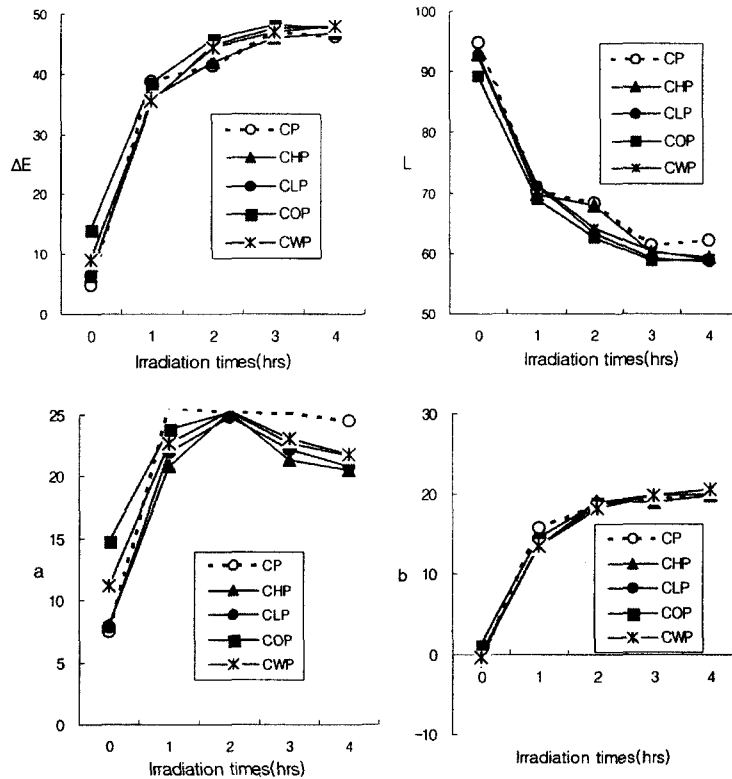 50
40
30
20
10
0
ΔE
CP
CHP
CLP
COP
CWP
0 1 2 3 4
Irradiation times(hrs)
100
90
80
70
60
50
L
CP
CHP
CLP
COP
CWP
0 1 2 3 4
Irradiation times(hrs)
25
20
15
10
5
0
a
CP
CHP
CLP
COP
CWP
0 1 2 3 4
Irradiation times(hrs)
30
20
10
0
-10
b
CP
CHP
CLP
COP
CWP
0 1 2 3 4
Irradiation times(hrs)